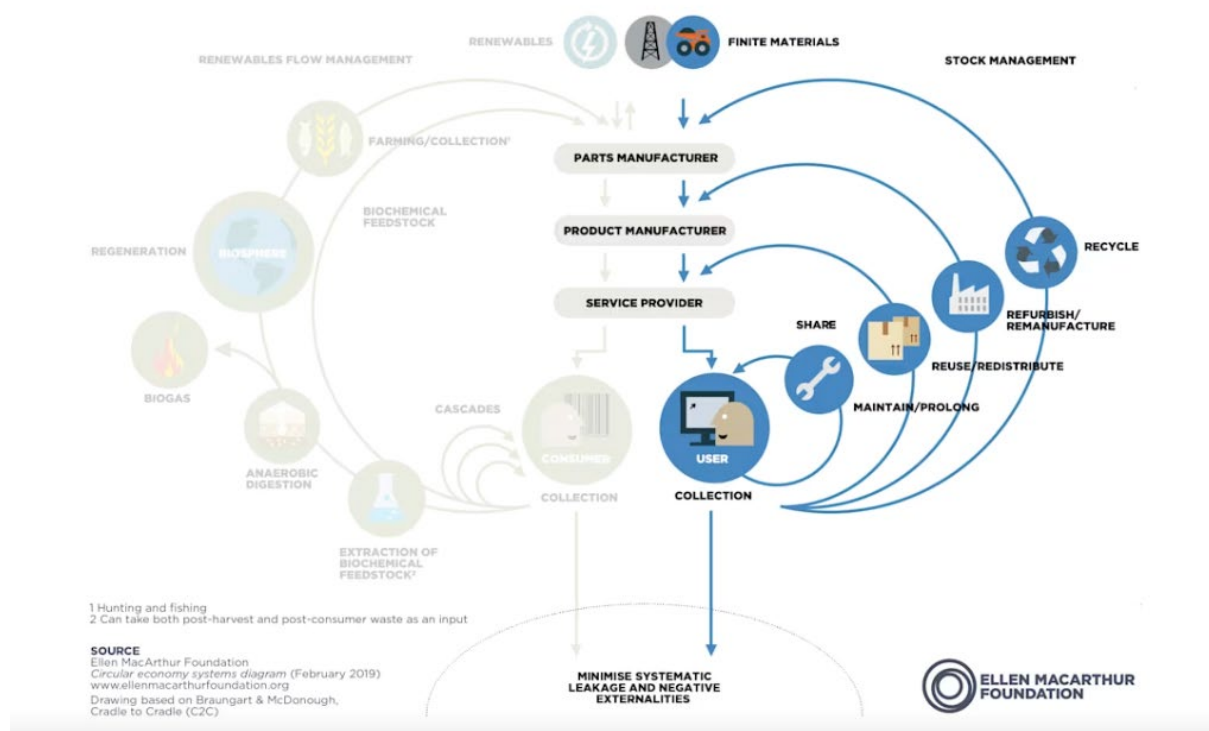 RENEWABLES
FINITE MATERIALS
RENEWABLES FLOW MANAGEMENT
STOCK MANAGEMENT
FARMING/COLLECTION¹
PARTS MANUFACTURER
BIOCHEMICAL
FEEDSTOCK
PRODUCT MANUFACTURER
REGENERATION
BIOSPHERE
RECYCLE
SERVICE PROVIDER
SHARE
REFURBISH/
REMANUFACTURE
REUSE/REDISTRIBUTE
BIOGAS
CASCADES
MAINTAIN/PROLONG
CONSUMER
USER
ANAEROBIC
DIGESTION
COLLECTION
COLLECTION
EXTRACTION OF
BIOCHEMICAL
FEEDSTOCK²
1 Hunting and fishing
2 Can take both post-harvest and post-consumer waste as an input
SOURCE
Ellen MacArthur Foundation
Circular economy systems diagram (February 2019)
www.ellenmacarthurfoundation.org
Drawing based on Braungart & McDonough,
Cradle to Cradle (C2C)
MINIMISE SYSTEMATIC
LEAKAGE AND NEGATIVE
EXTERNALITIES
ELLEN MACARTHUR
FOUNDATION